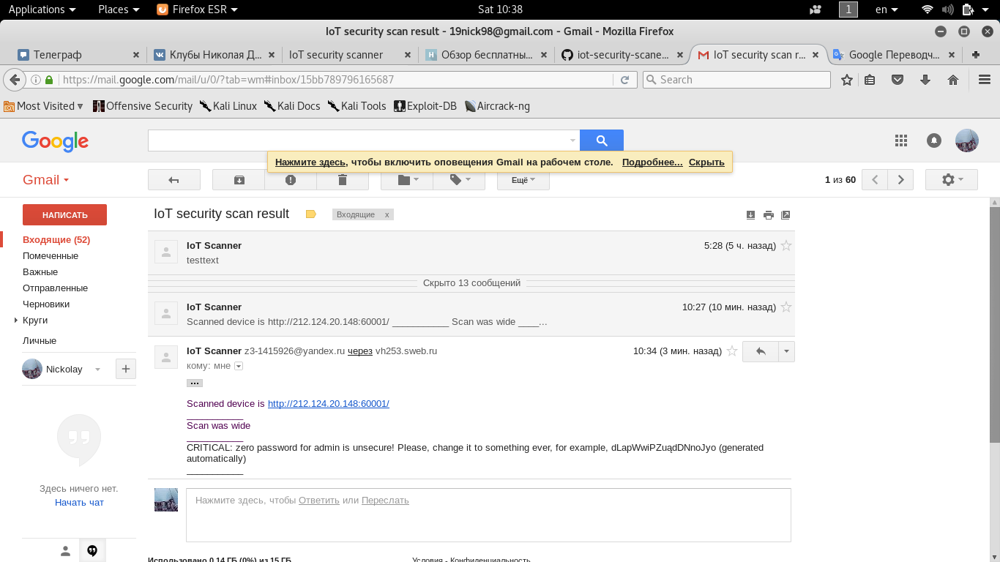 Applications Places Firefox ESR Sat 10:38 1 en
IoT security scan result - 19nick98@gmail.com - Gmail - Mozilla Firefox
Телеграф Клубы Николая Д... IoT security scanner Обзор бесплатны... iot-security-scane... IoT security scan r... Google Переводч...
https://mail.google.com/mail/u/0/?tab=wm#inbox/15bb789796165687 Search
Most Visited Offensive Security Kali Linux Kali Docs Kali Tools Exploit-DB Aircrack-ng
Google
Нажмите здесь, чтобы включить оповещения Gmail на рабочем столе. Подробнее... Скрыть
Gmail Ещё 1 из 60
НАПИСАТЬ
Входящие (52)
Помеченные
Важные
Отправленные
Черновики
Круги
Личные
Nickolay
Здесь ничего нет.
Начать чат
IoT security scan result Входящие x
IoT Scanner 5:28 (5 ч. назад)
testtext
Скрыто 13 сообщений
IoT Scanner 10:27 (10 мин. назад)
Scanned device is http://212.124.20.148:60001/ ___________ Scan was wide ____...
IoT Scanner z3-1415926@yandex.ru через vh253.sweb.ru 10:34 (3 мин. назад)
кому: мне
Scanned device is http://212.124.20.148:60001/
___________
Scan was wide
___________
CRITICAL: zero password for admin is unsecure! Please, change it to something ever, for example, dLapWwiPZuqdDNnoJyo (generated
automatically)
___________
Нажмите здесь, чтобы Ответить или Переслать
Использовано 0,14 ГБ (0%) из 15 ГБ Условия - Конфиденциальность